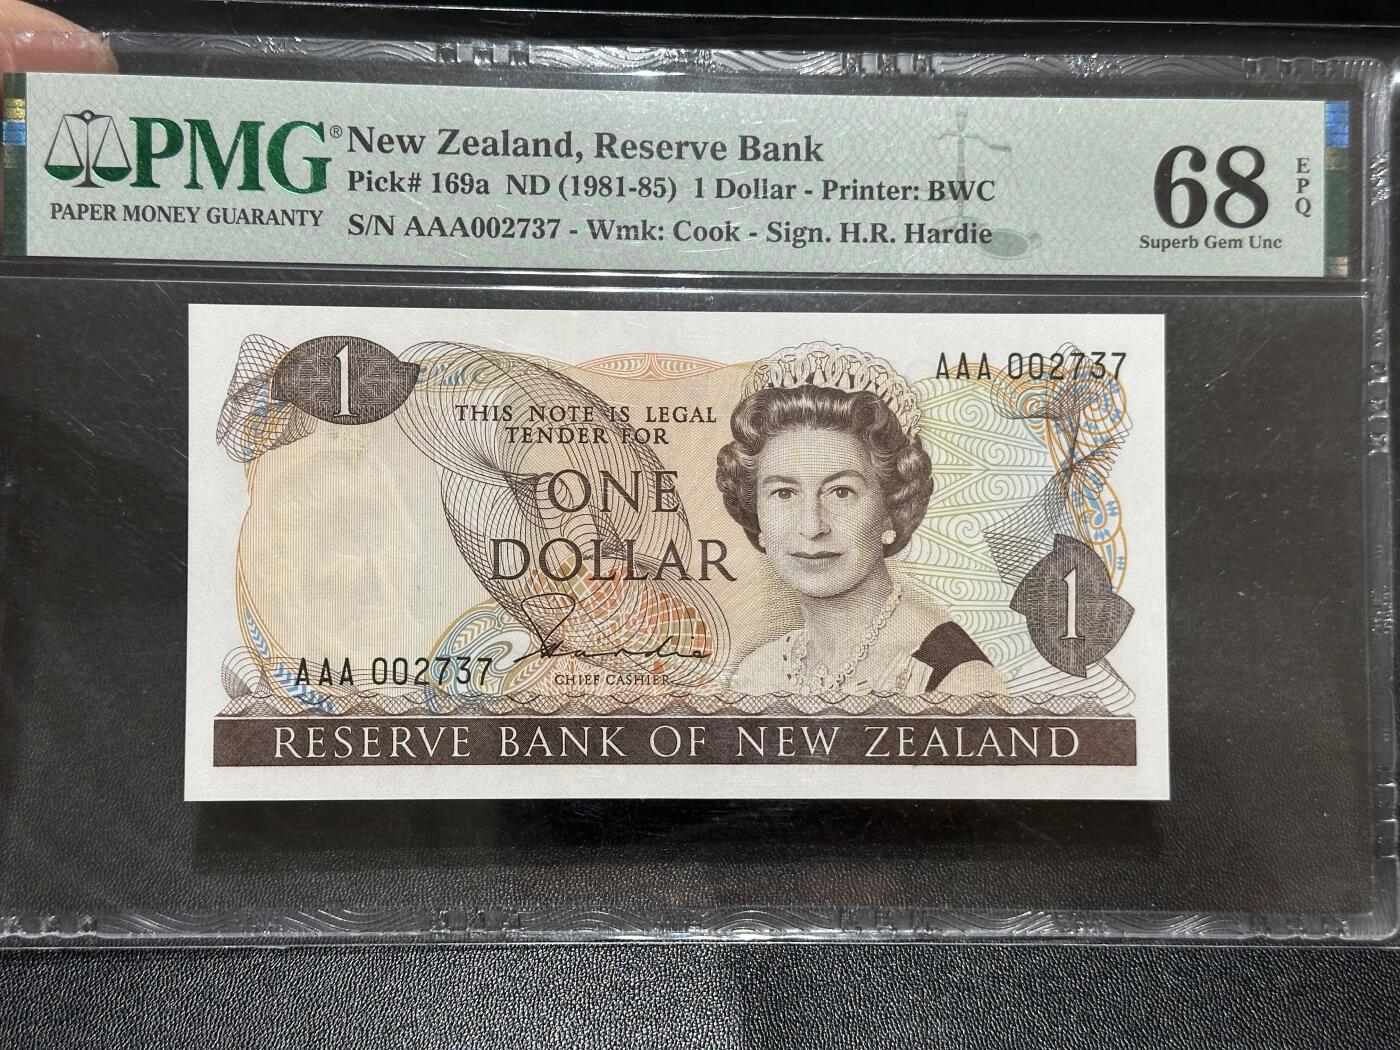 PMG®
PAPER MONEY GUARANTY
New Zealand, Reserve Bank
Pick# 169a ND (1981-85) 1 Dollar - Printer: BWC
S/N AAA002737 - Wmk: Cook - Sign. H.R. Hardie
68
EPQ
Superb Gem Unc
1
AAA 002737
THIS NOTE IS LEGAL
TENDER FOR
ONE
DOLLAR
1
Hardie
AAA 002737
CHIEF CASHIER
RESERVE BANK OF NEW ZEALAND